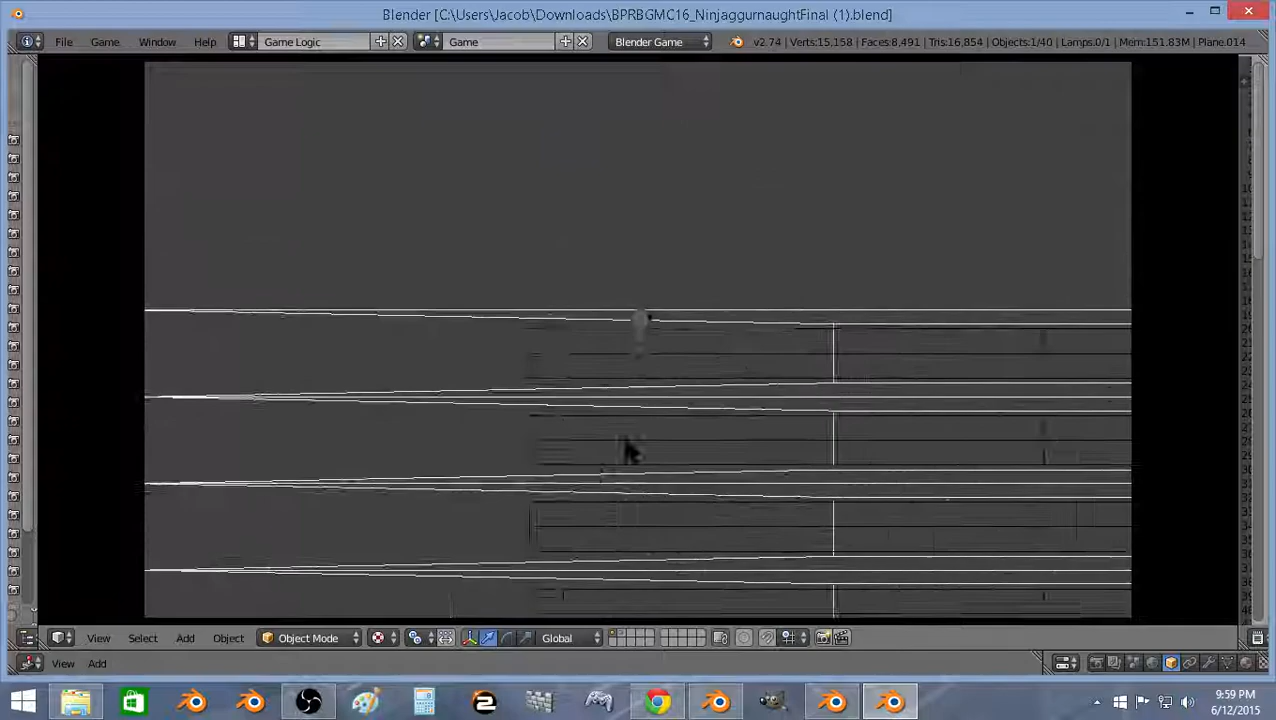 Blender [C:\Users\Jacob\Downloads\BPRBGMC16_NinjaggurnaughtFinal (1).blend]
File Game Window Help Game Logic Game Blender Game v2.74 | Verts:15,158 | Faces:8,491 | Tris:16,854 | Objects:1/40 | Lamps:0/1 | Mem:151.83M | Plane.014
View Select Add Object Object Mode Global
View Add
9:59 PM
6/12/2015